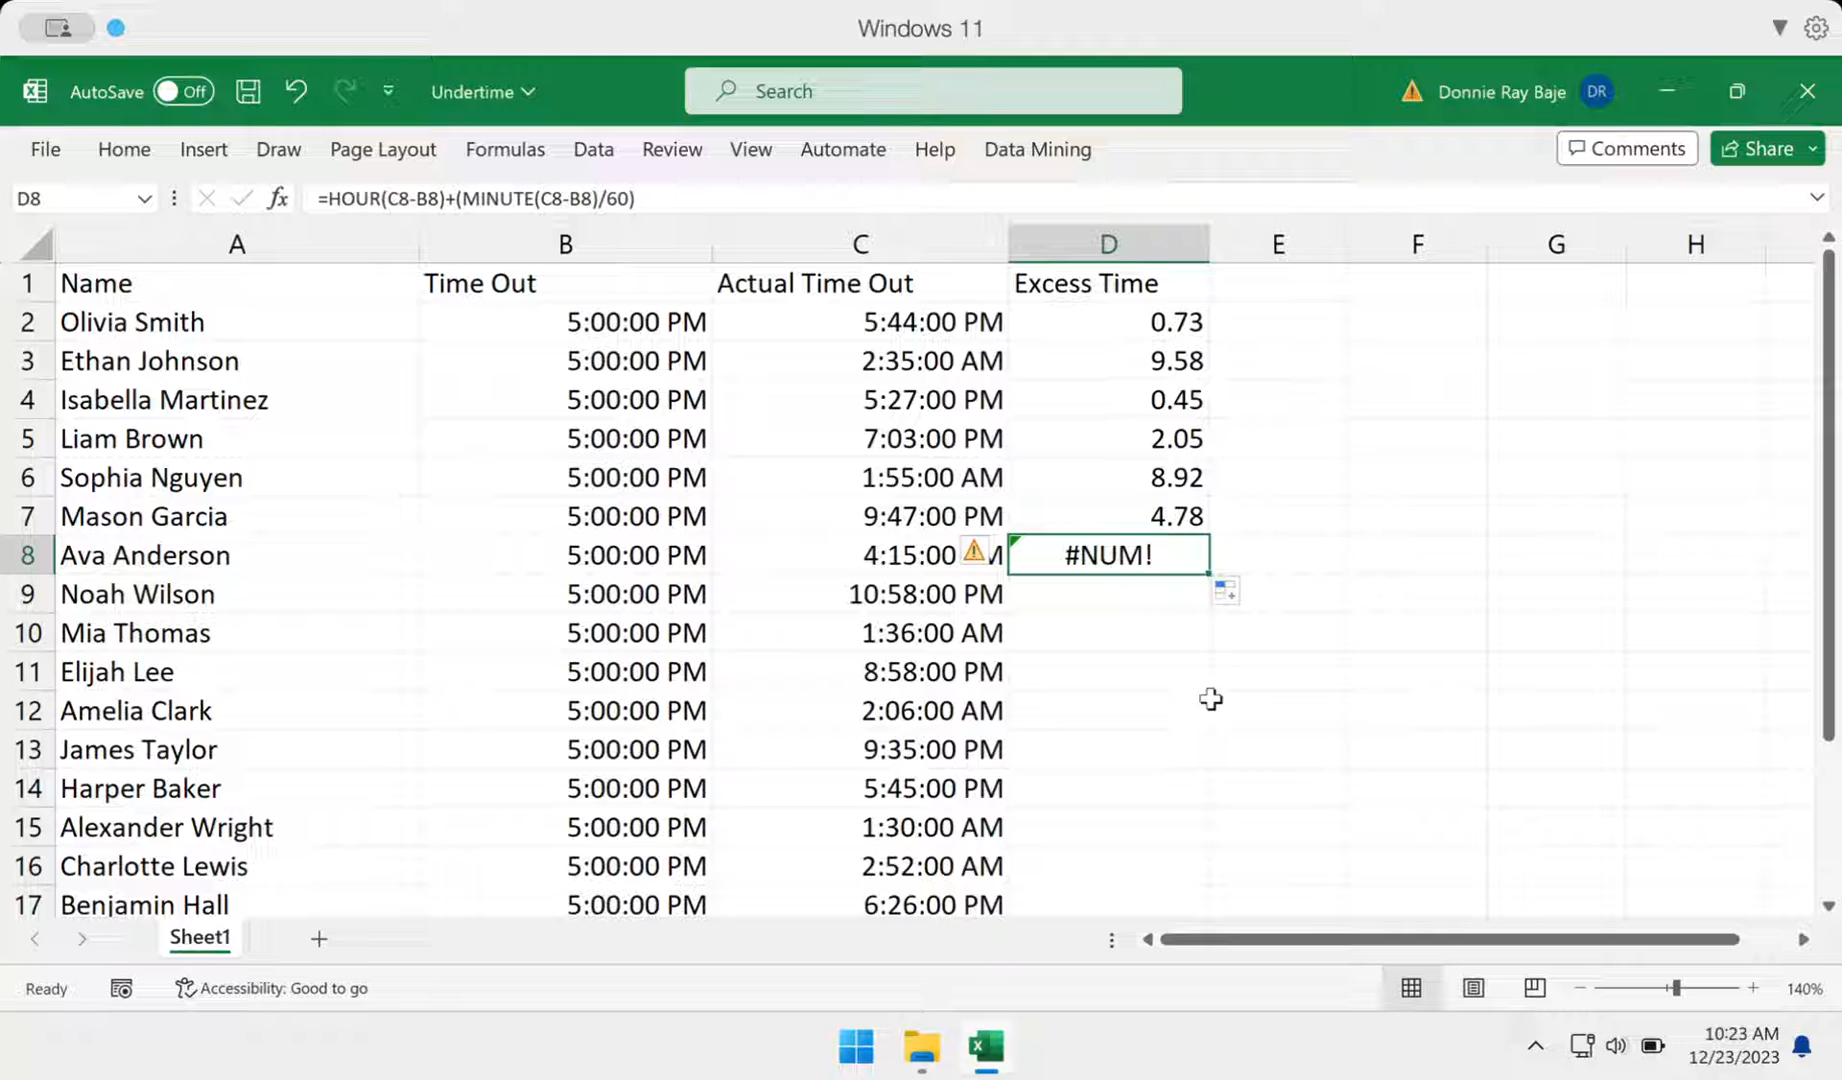 Windows 11
AutoSave Off Undertime Search Donnie Ray Baje DR
File Home Insert Draw Page Layout Formulas Data Review View Automate Help Data Mining Comments Share
D8 fx =HOUR(C8-B8)+(MINUTE(C8-B8)/60)
A B C D E F G H
1 Name Time Out Actual Time Out Excess Time
2 Olivia Smith 5:00:00 PM 5:44:00 PM 0.73
3 Ethan Johnson 5:00:00 PM 2:35:00 AM 9.58
4 Isabella Martinez 5:00:00 PM 5:27:00 PM 0.45
5 Liam Brown 5:00:00 PM 7:03:00 PM 2.05
6 Sophia Nguyen 5:00:00 PM 1:55:00 AM 8.92
7 Mason Garcia 5:00:00 PM 9:47:00 PM 4.78
8 Ava Anderson 5:00:00 PM 4:15:00 #NUM!
9 Noah Wilson 5:00:00 PM 10:58:00 PM
10 Mia Thomas 5:00:00 PM 1:36:00 AM
11 Elijah Lee 5:00:00 PM 8:58:00 PM
12 Amelia Clark 5:00:00 PM 2:06:00 AM
13 James Taylor 5:00:00 PM 9:35:00 PM
14 Harper Baker 5:00:00 PM 5:45:00 PM
15 Alexander Wright 5:00:00 PM 1:30:00 AM
16 Charlotte Lewis 5:00:00 PM 2:52:00 AM
17 Benjamin Hall 5:00:00 PM 6:26:00 PM
Sheet1
Ready Accessibility: Good to go 140%
10:23 AM
12/23/2023